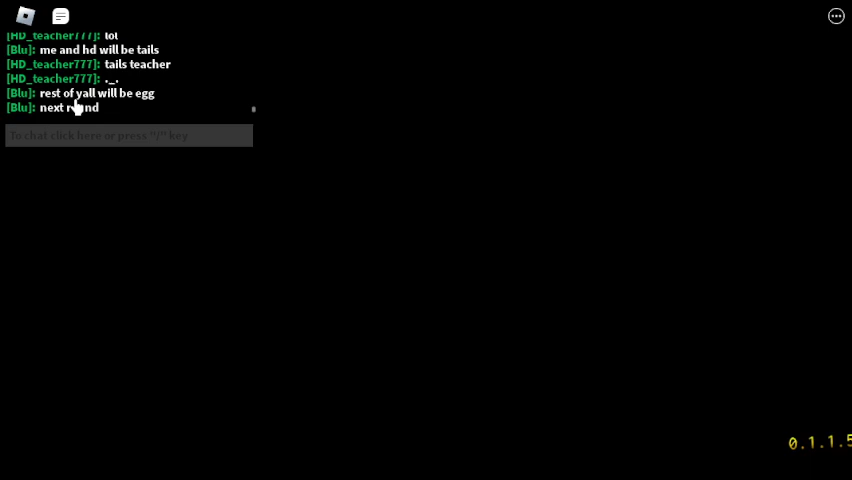 [HD_teacher777]: lol
[Blu]: me and hd will be tails
[HD_teacher777]: tails teacher
[HD_teacher777]: ._.
[Blu]: rest of yall will be egg
[Blu]: next round
To chat click here or press "/" key
0.1.1.5